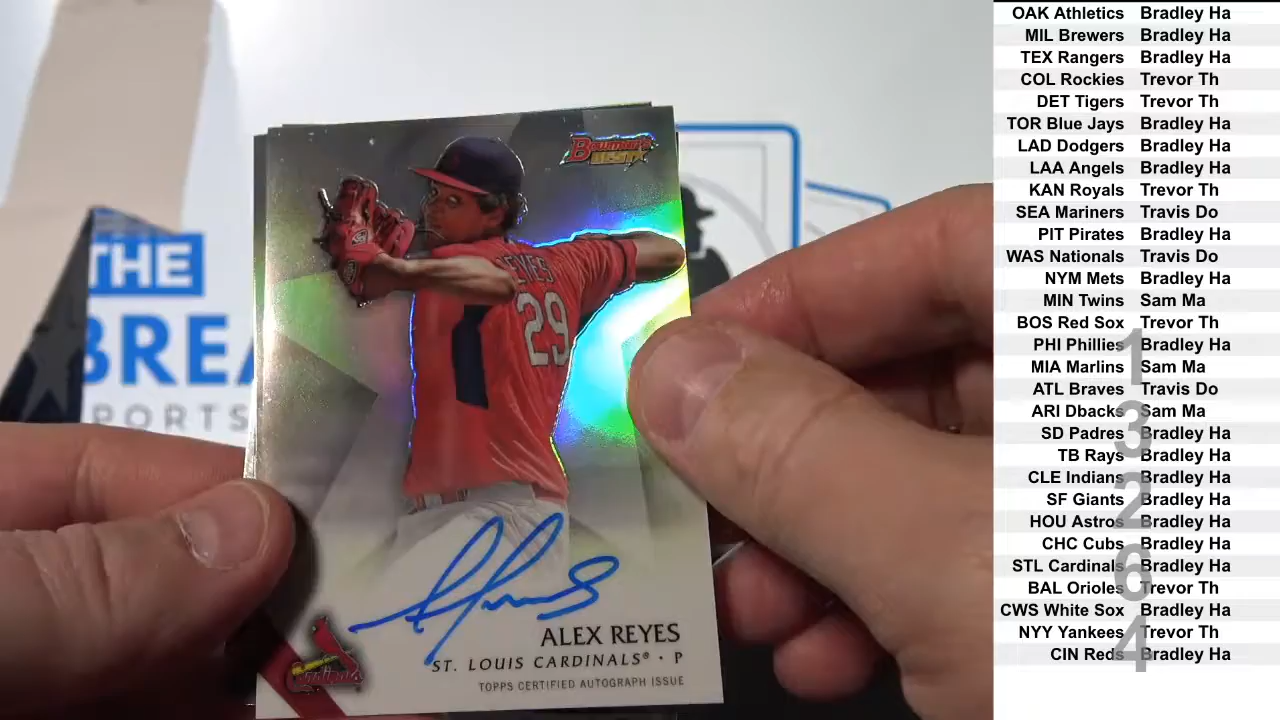 THE
BREA
PORTS
BOWMAN'S
BEST
EYES
29
ALEX REYES
ST. LOUIS CARDINALS® • P
TOPPS CERTIFIED AUTOGRAPH ISSUE
OAK Athletics Bradley Ha
MIL Brewers Bradley Ha
TEX Rangers Bradley Ha
COL Rockies Trevor Th
DET Tigers Trevor Th
TOR Blue Jays Bradley Ha
LAD Dodgers Bradley Ha
LAA Angels Bradley Ha
KAN Royals Trevor Th
SEA Mariners Travis Do
PIT Pirates Bradley Ha
WAS Nationals Travis Do
NYM Mets Bradley Ha
MIN Twins Sam Ma
BOS Red Sox Trevor Th
PHI Phillies Bradley Ha
MIA Marlins Sam Ma
ATL Braves Travis Do
ARI Dbacks Sam Ma
SD Padres Bradley Ha
TB Rays Bradley Ha
CLE Indians Bradley Ha
SF Giants Bradley Ha
HOU Astros Bradley Ha
CHC Cubs Bradley Ha
STL Cardinals Bradley Ha
BAL Orioles Trevor Th
CWS White Sox Bradley Ha
NYY Yankees Trevor Th
CIN Reds Bradley Ha
1
3
2
6
4